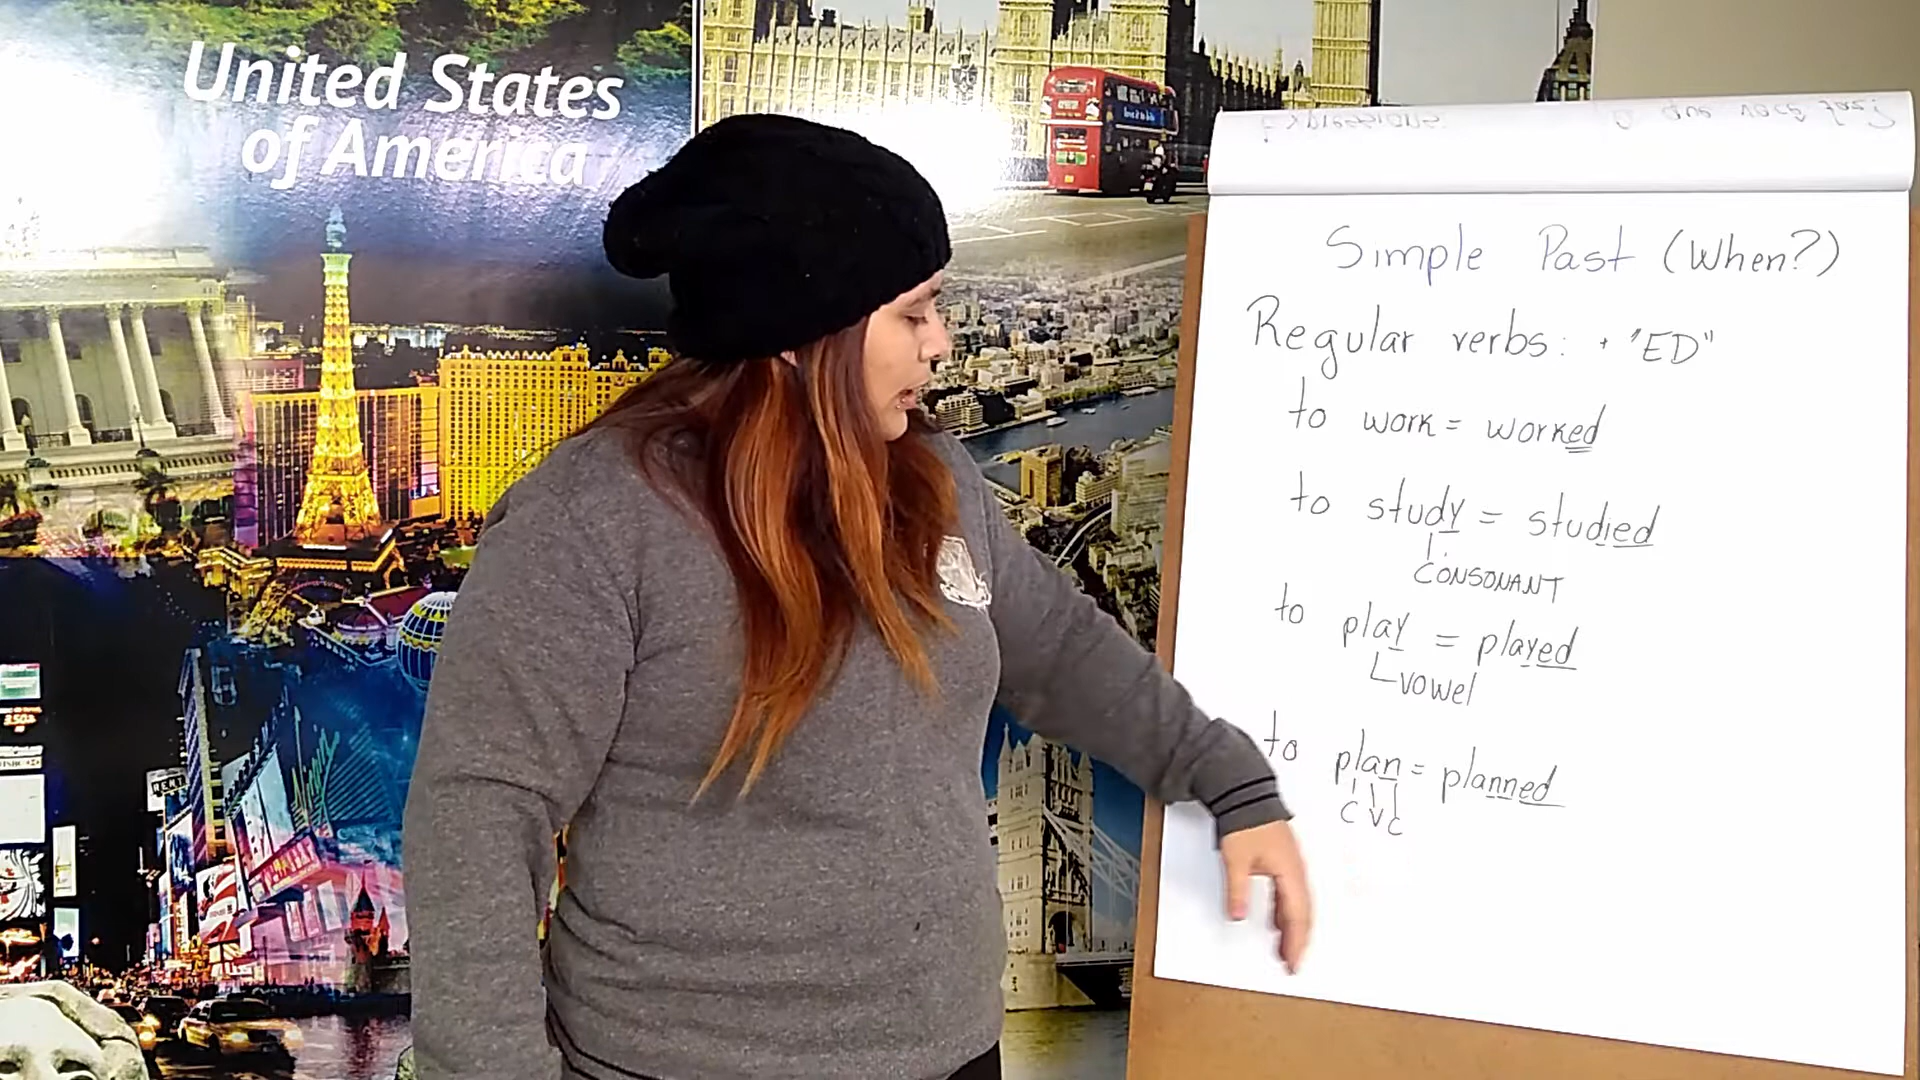 United States
of America
Simple Past (When?)
Regular verbs: + "ED"
to work = worked
to study = studied
CONSONANT
to play = played
vowel
to plan = planned
C V C